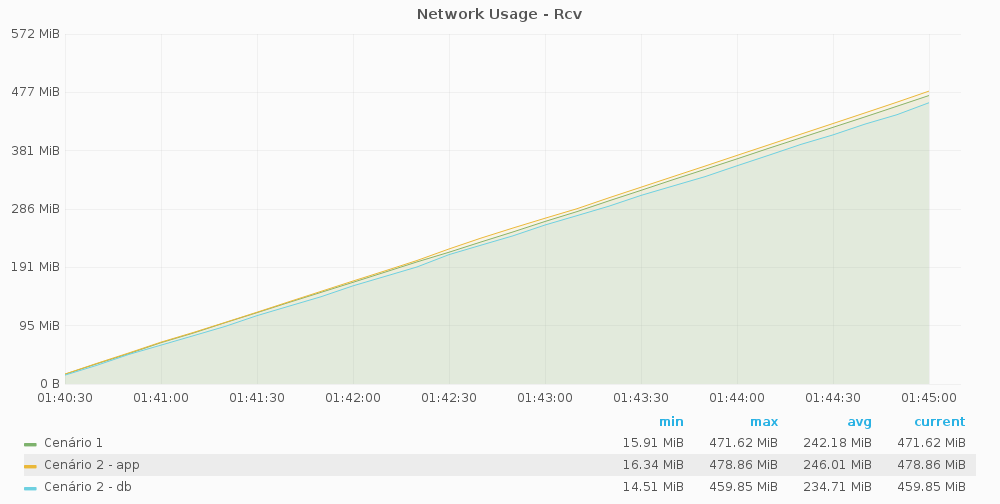 Network Usage - Rcv
572 MiB
477 MiB
381 MiB
286 MiB
191 MiB
95 MiB
0 B
01:40:30 01:41:00 01:41:30 01:42:00 01:42:30 01:43:00 01:43:30 01:44:00 01:44:30 01:45:00
min max avg current
Cenário 1 15.91 MiB 471.62 MiB 242.18 MiB 471.62 MiB
Cenário 2 - app 16.34 MiB 478.86 MiB 246.01 MiB 478.86 MiB
Cenário 2 - db 14.51 MiB 459.85 MiB 234.71 MiB 459.85 MiB